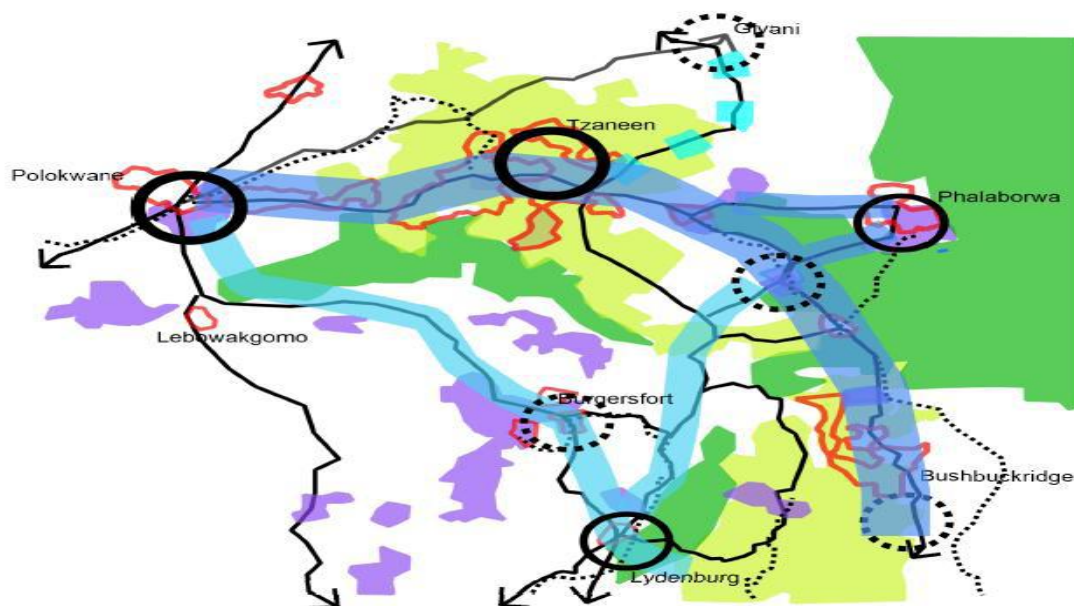 Giyani
Tzaneen
Polokwane
Phalaborwa
Lebowakgomo
Burgersfort
Bushbuckridge
Lydenburg